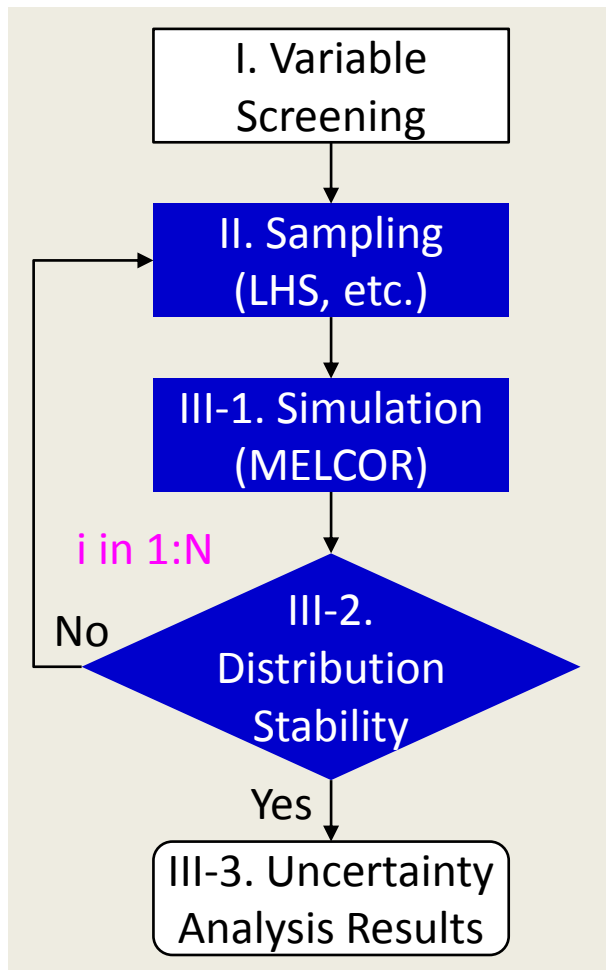 I. Variable
Screening
II. Sampling
(LHS, etc.)
III-1. Simulation
(MELCOR)
i in 1:N
No
III-2.
Distribution
Stability
Yes
III-3. Uncertainty
Analysis Results